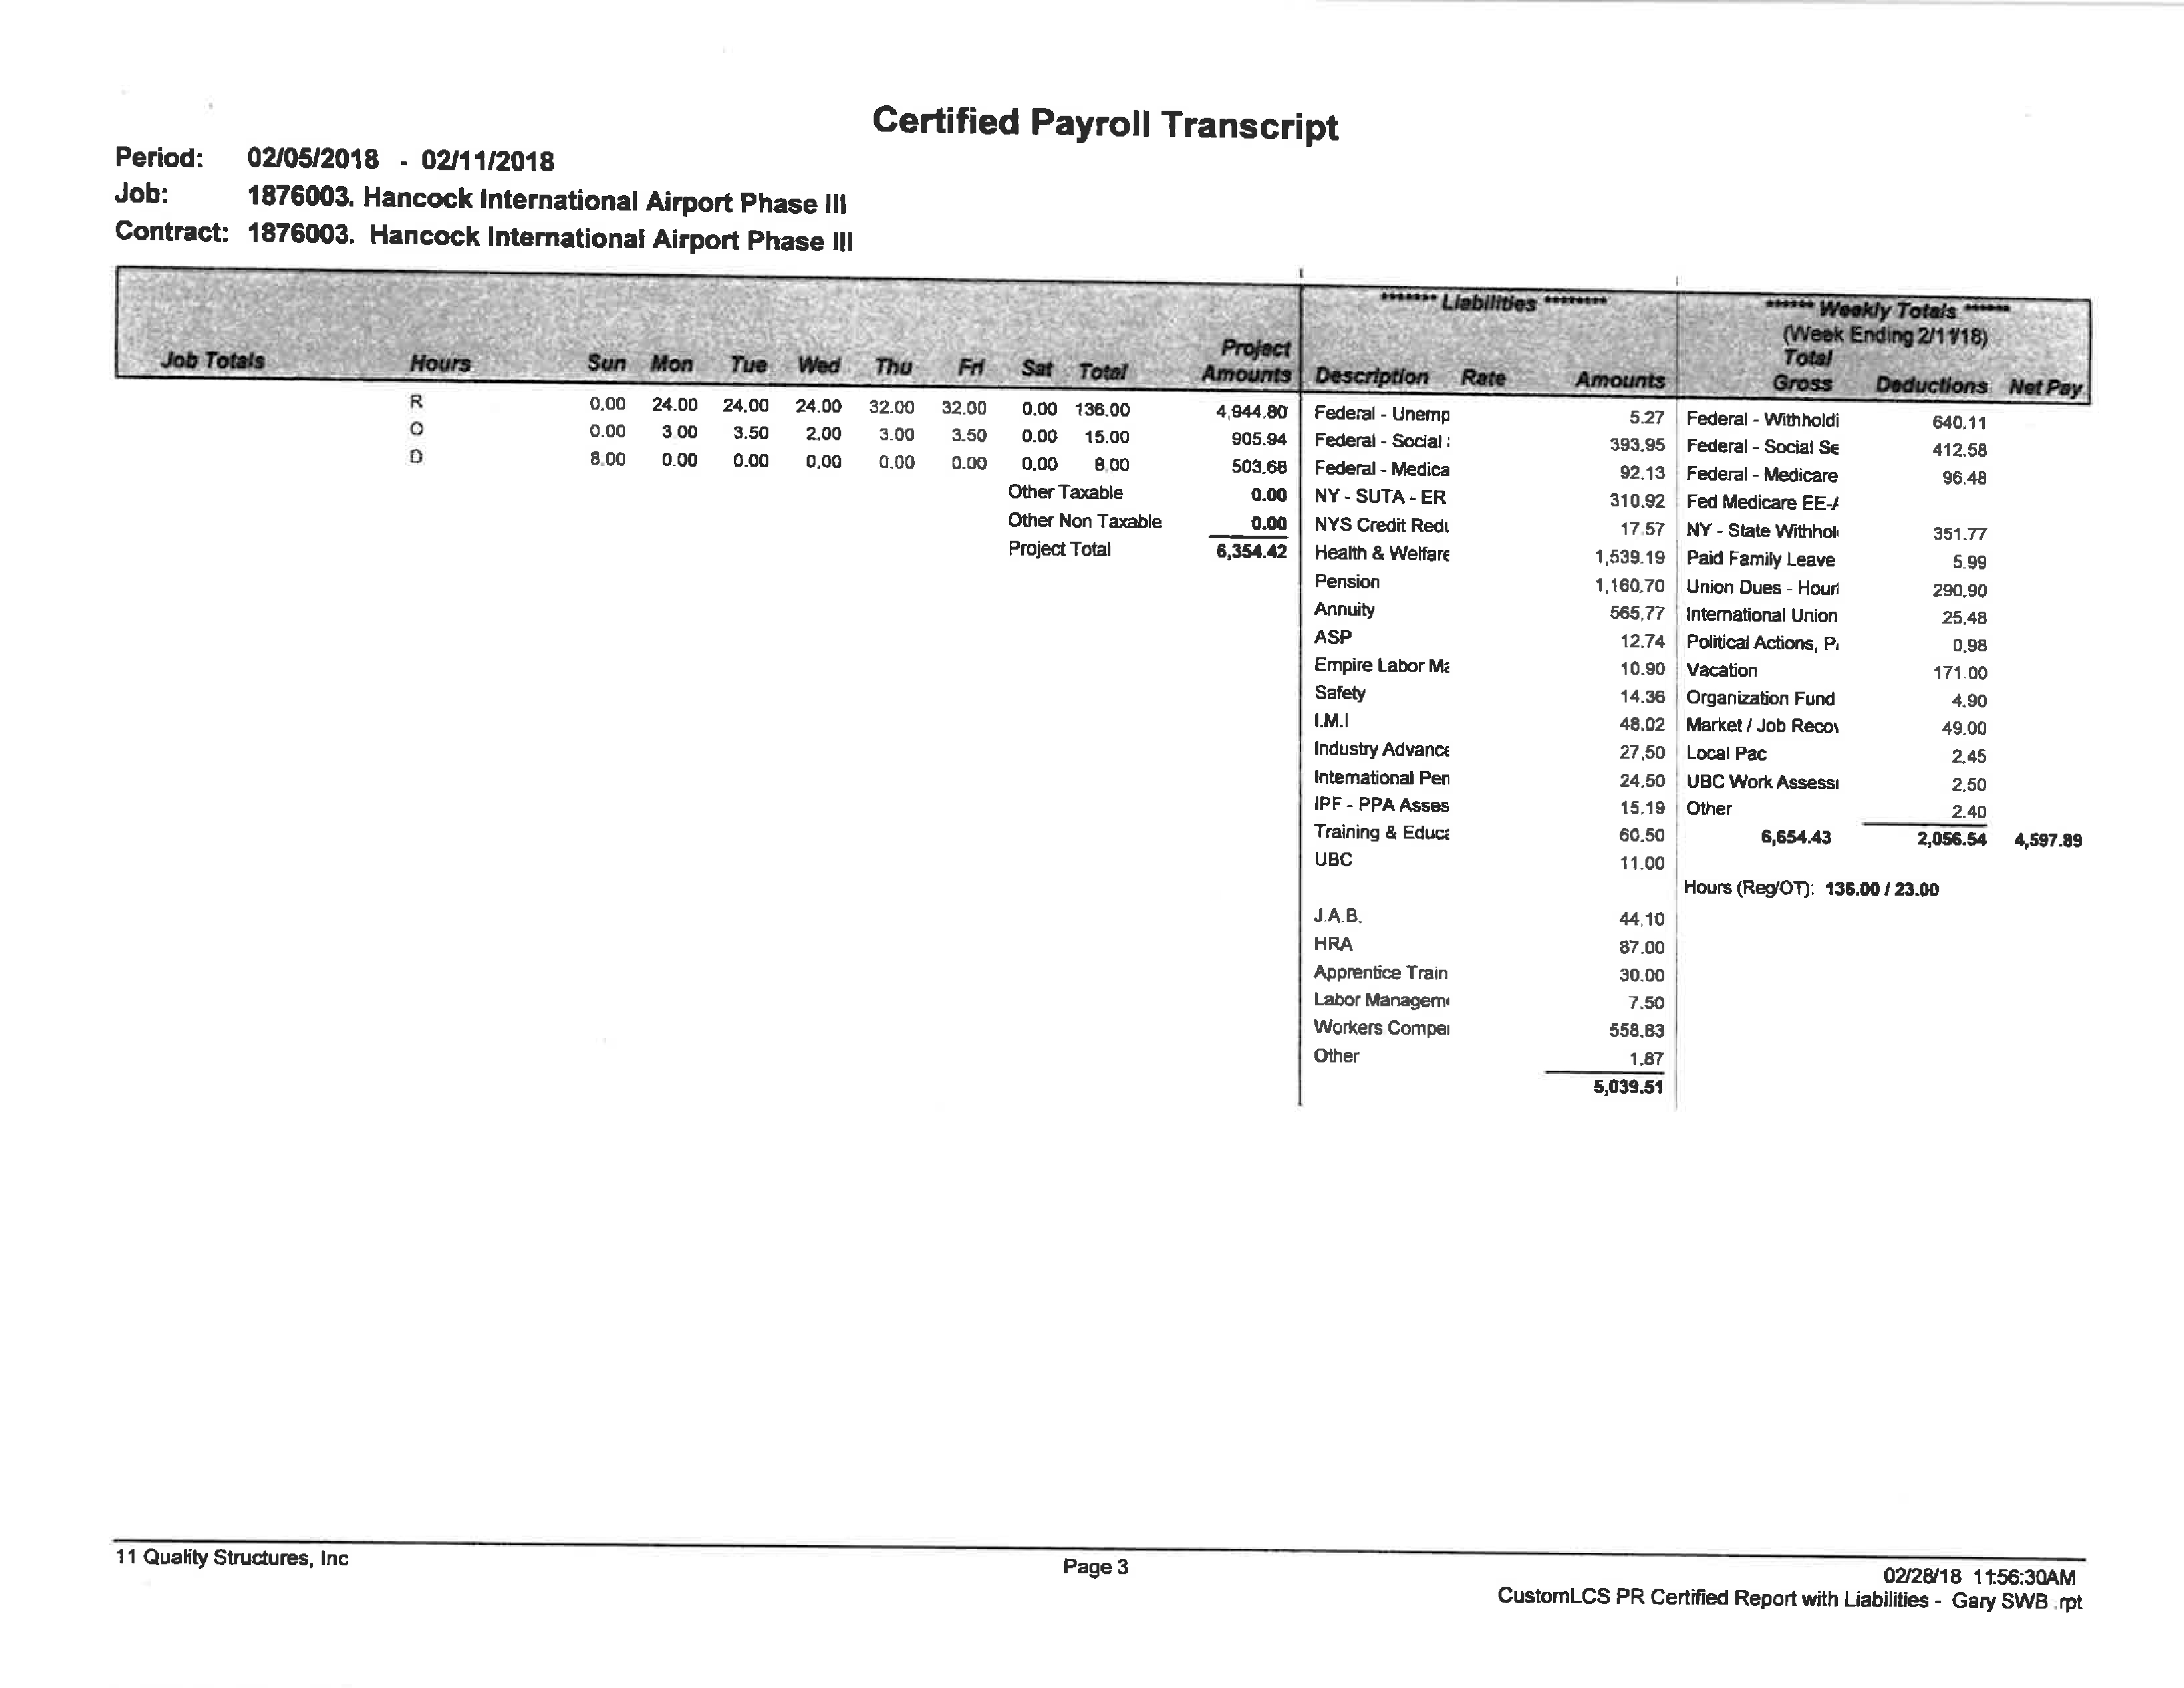 Certified Payroll Transcript
Period: 02/05/2018 - 02/11/2018
Job: 1876003. Hancock International Airport Phase III
Contract: 1876003. Hancock International Airport Phase III
******* Liabilities ******** ****** Weekly Totals ******
(Week Ending 2/11/18)
Job Totals Hours Sun Mon Tue Wed Thu Fri Sat Total Project Amounts Description Rate Amounts Total Gross Deductions Net Pay
R 0.00 24.00 24.00 24.00 32.00 32.00 0.00 136.00 4,944.80 Federal - Unemp 5.27 Federal - Withholdi 640.11
O 0.00 3.00 3.50 2.00 3.00 3.50 0.00 15.00 905.94 Federal - Social : 393.95 Federal - Social Se 412.58
D 8.00 0.00 0.00 0.00 0.00 0.00 0.00 8.00 503.68 Federal - Medica 92.13 Federal - Medicare 96.48
Other Taxable 0.00 NY - SUTA - ER 310.92 Fed Medicare EE-/
Other Non Taxable 0.00 NYS Credit Redu 17.57 NY - State Withhol 351.77
Project Total 6,354.42 Health & Welfare 1,539.19 Paid Family Leave 5.99
Pension 1,160.70 Union Dues - Hourl 290.90
Annuity 565.77 International Union 25.48
ASP 12.74 Political Actions, P. 0.98
Empire Labor Ma 10.90 Vacation 171.00
Safety 14.36 Organization Fund 4.90
I.M.I 48.02 Market / Job Recov 49.00
Industry Advance 27.50 Local Pac 2.45
International Pen 24.50 UBC Work Assessi 2.50
IPF - PPA Asses 15.19 Other 2.40
Training & Educa 60.50 6,654.43 2,056.54 4,597.89
UBC 11.00
Hours (Reg/OT): 136.00 / 23.00
J.A.B. 44.10
HRA 87.00
Apprentice Train 30.00
Labor Manageme 7.50
Workers Compei 558.83
Other 1.87
5,039.51
11 Quality Structures, Inc Page 3 02/28/18 11:56:30AM
CustomLCS PR Certified Report with Liabilities - Gary SWB .rpt